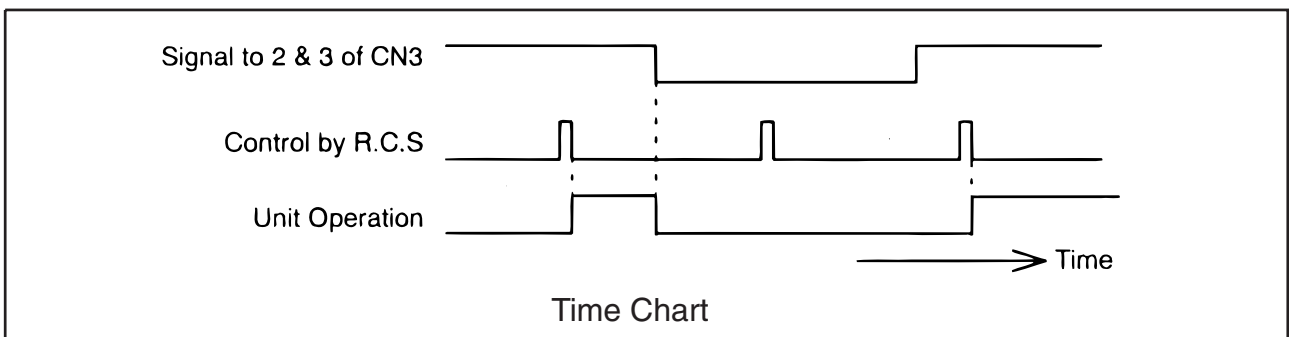 Signal to 2 & 3 of CN3
Control by R.C.S
Unit Operation
Time
Time Chart